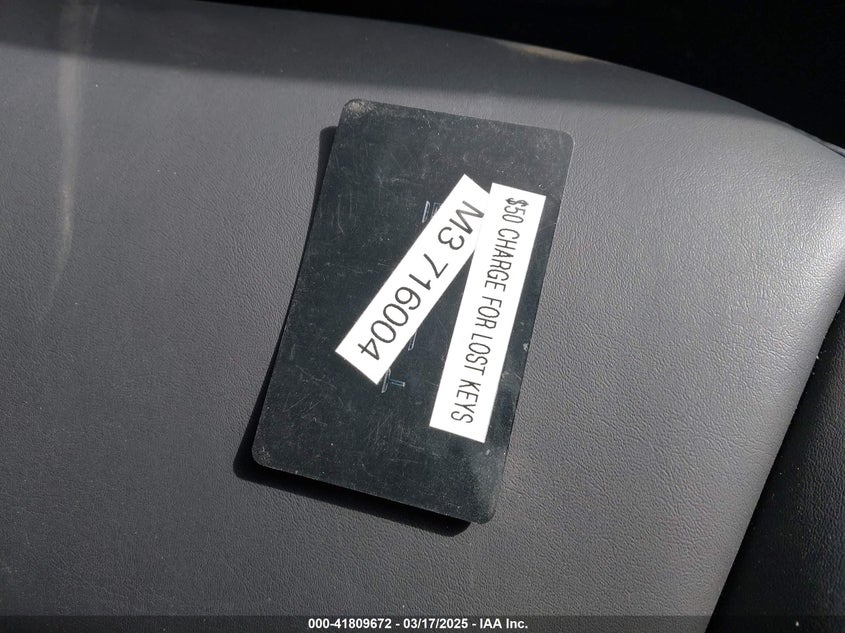 M3 716004
$50 CHARGE FOR LOST KEYS
000-41809672 - 03/17/2025 - IAA Inc.